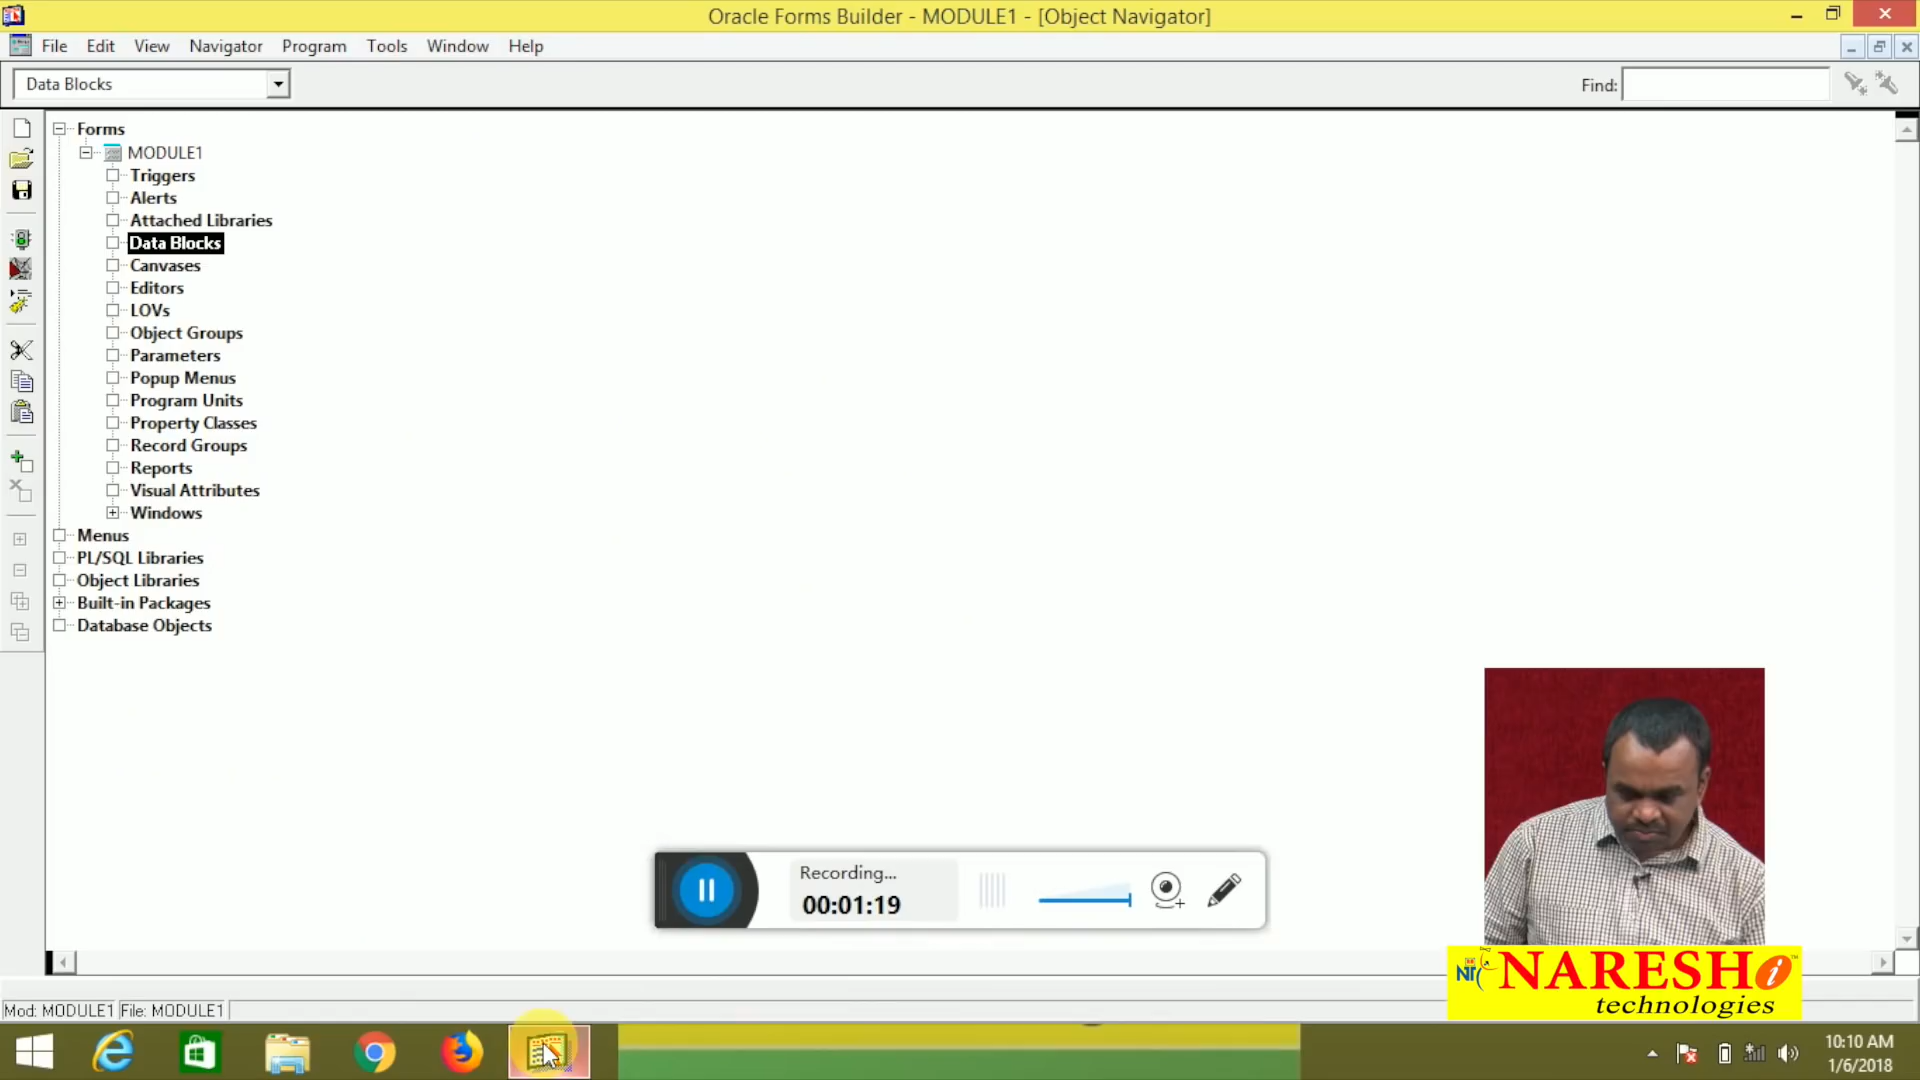 Oracle Forms Builder - MODULE1 - [Object Navigator]
File Edit View Navigator Program Tools Window Help
Data Blocks
Find:
Forms
MODULE1
Triggers
Alerts
Attached Libraries
Data Blocks
Canvases
Editors
LOVs
Object Groups
Parameters
Popup Menus
Program Units
Property Classes
Record Groups
Reports
Visual Attributes
Windows
Menus
PL/SQL Libraries
Object Libraries
Built-in Packages
Database Objects
Recording...
00:01:19
NARESH i
technologies
Mod: MODULE1 File: MODULE1
10:10 AM
1/6/2018